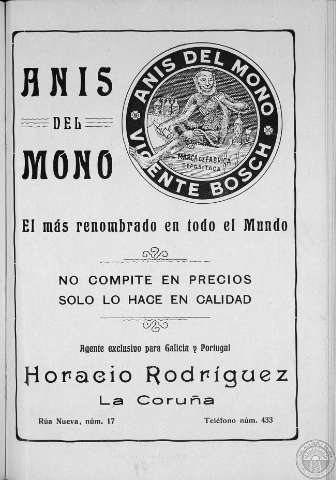 ANIS
DEL
MONO
ANIS DEL MONO
VICENTE BOSCH
MARCA DE FABRICA
DEPOSITADA
El más renombrado en todo el Mundo
NO COMPITE EN PRECIOS
SOLO LO HACE EN CALIDAD
Agente exclusivo para Galicia y Portugal
Horacio Rodríguez
La Coruña
Rúa Nueva, núm. 17
Teléfono núm. 433